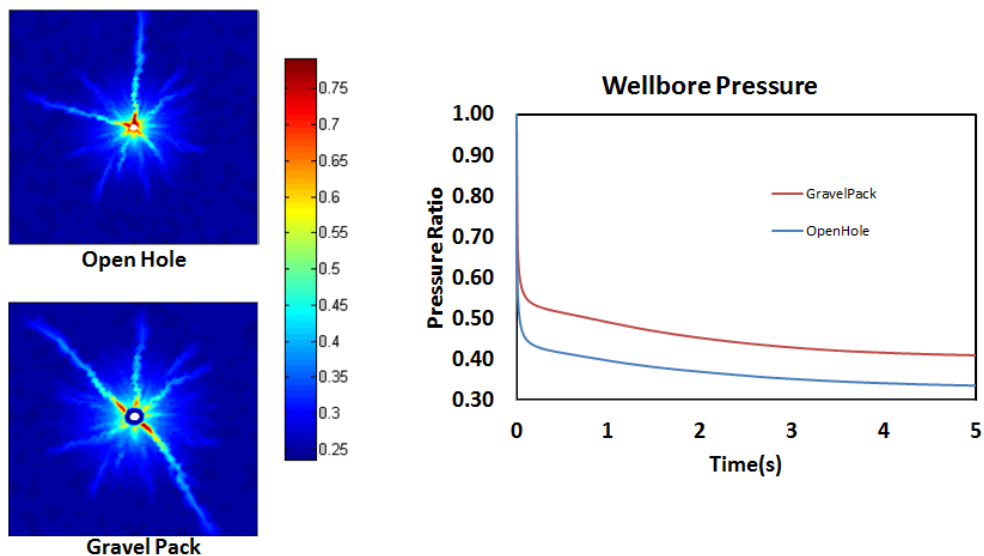 Open Hole
Gravel Pack
0.75
0.7
0.65
0.6
0.55
0.5
0.45
0.4
0.35
0.3
0.25
Wellbore Pressure
Pressure Ratio
1.00
0.90
0.80
0.70
0.60
0.50
0.40
0.30
GravelPack
OpenHole
0 1 2 3 4 5
Time(s)